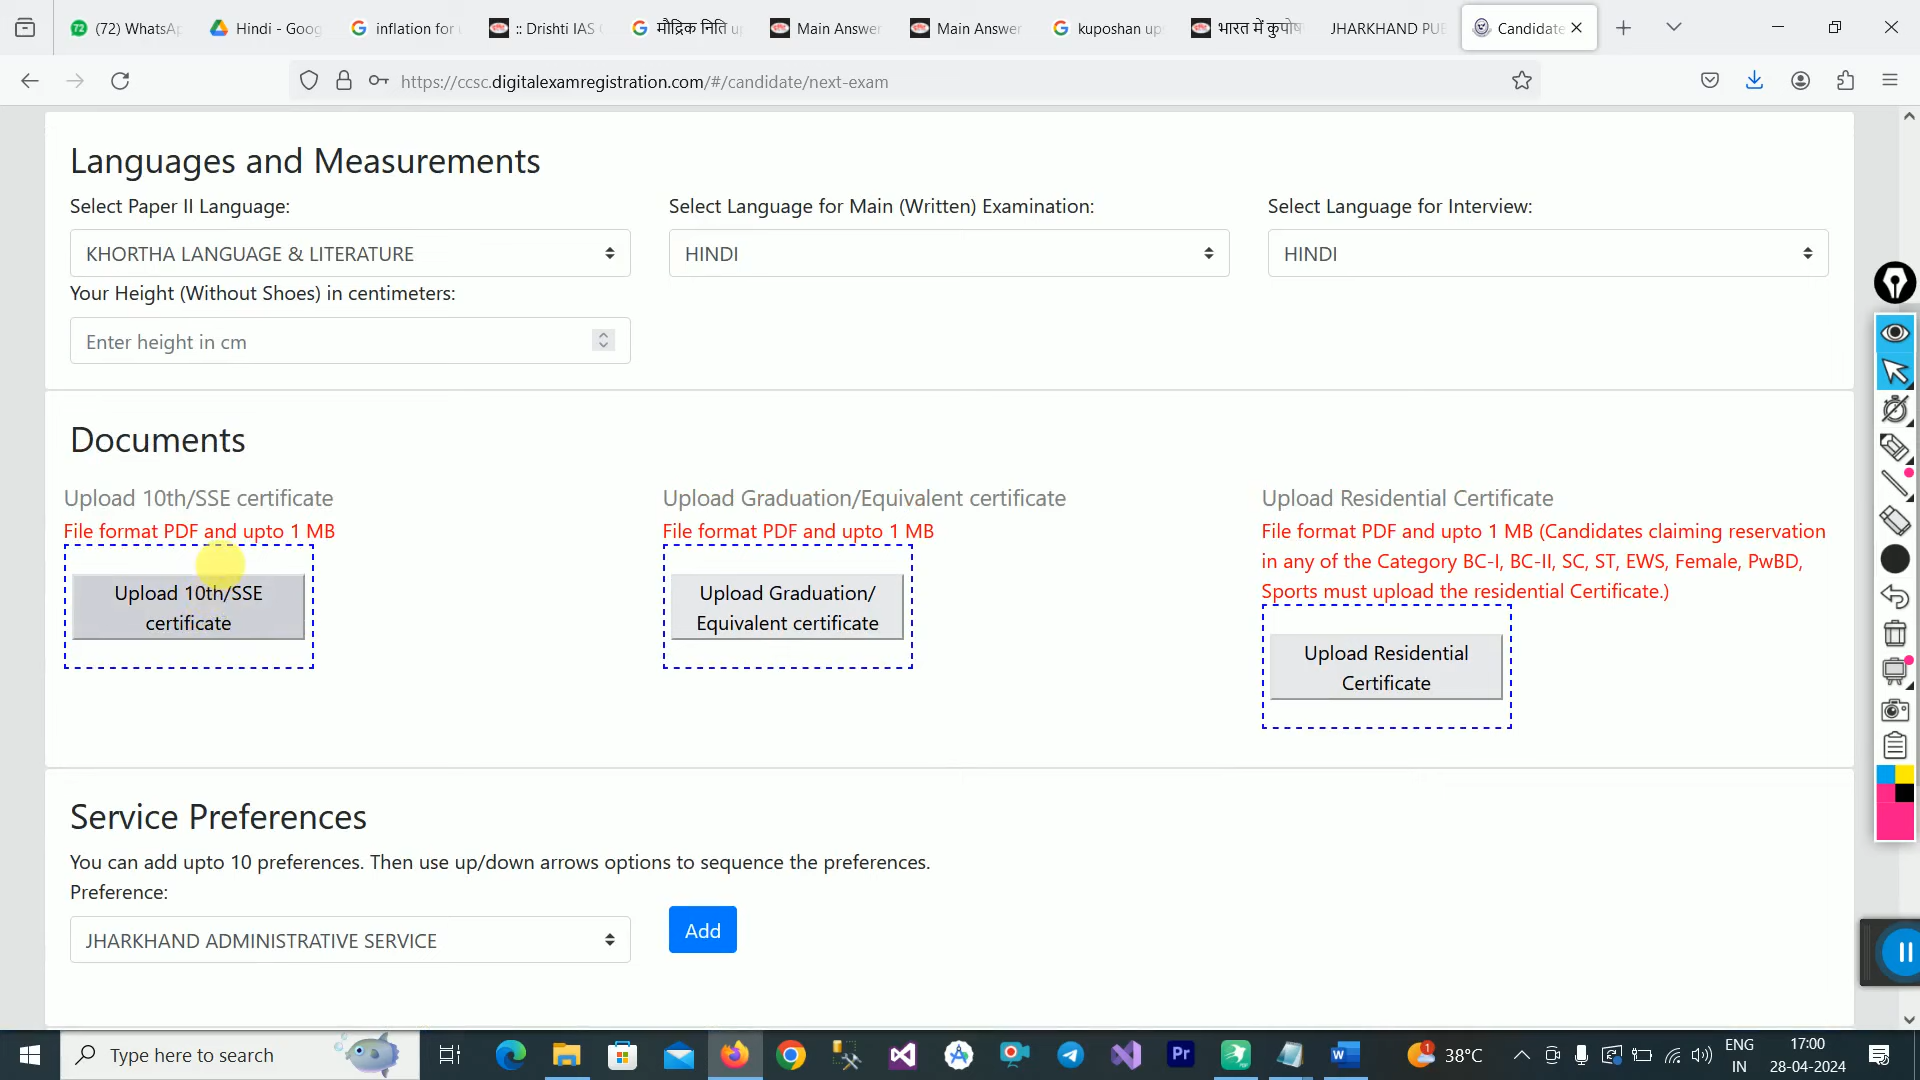 (72) WhatsAp
Hindi - Goog
inflation for
:: Drishti IAS
मौद्रिक निति
Main Answer
Main Answer
kuposhan up
भारत में कुपोष
JHARKHAND PUB
Candidate
https://ccsc.digitalexamregistration.com/#/candidate/next-exam
Languages and Measurements
Select Paper II Language:
Select Language for Main (Written) Examination:
Select Language for Interview:
KHORTHA LANGUAGE & LITERATURE
HINDI
HINDI
Your Height (Without Shoes) in centimeters:
Enter height in cm
Documents
Upload 10th/SSE certificate
Upload Graduation/Equivalent certificate
Upload Residential Certificate
File format PDF and upto 1 MB
File format PDF and upto 1 MB
File format PDF and upto 1 MB (Candidates claiming reservation
in any of the Category BC-I, BC-II, SC, ST, EWS, Female, PwBD,
Sports must upload the residential Certificate.)
Upload 10th/SSE
certificate
Upload Graduation/
Equivalent certificate
Upload Residential
Certificate
Service Preferences
You can add upto 10 preferences. Then use up/down arrows options to sequence the preferences.
Preference:
JHARKHAND ADMINISTRATIVE SERVICE
Add
Type here to search
Pr
38°C
ENG
IN
17:00
28-04-2024